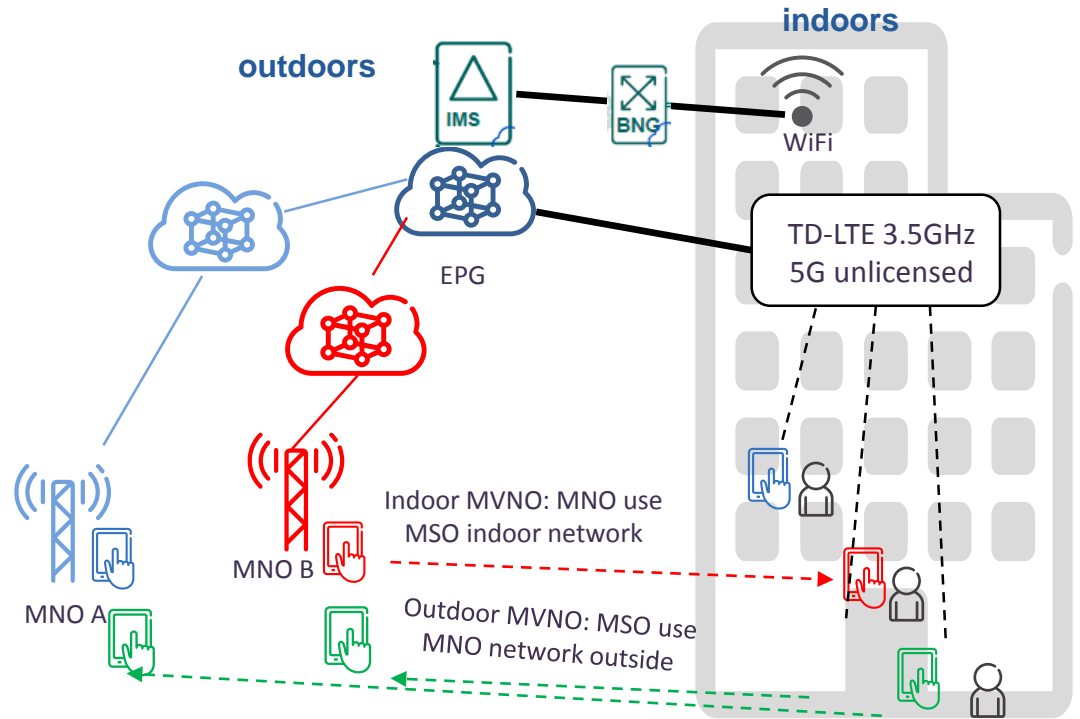 indoors
outdoors
IMS
BNG
WiFi
EPG
TD-LTE 3.5GHz
5G unlicensed
Indoor MVNO: MNO use
MSO indoor network
MNO B
MNO A
Outdoor MVNO: MSO use
MNO network outside